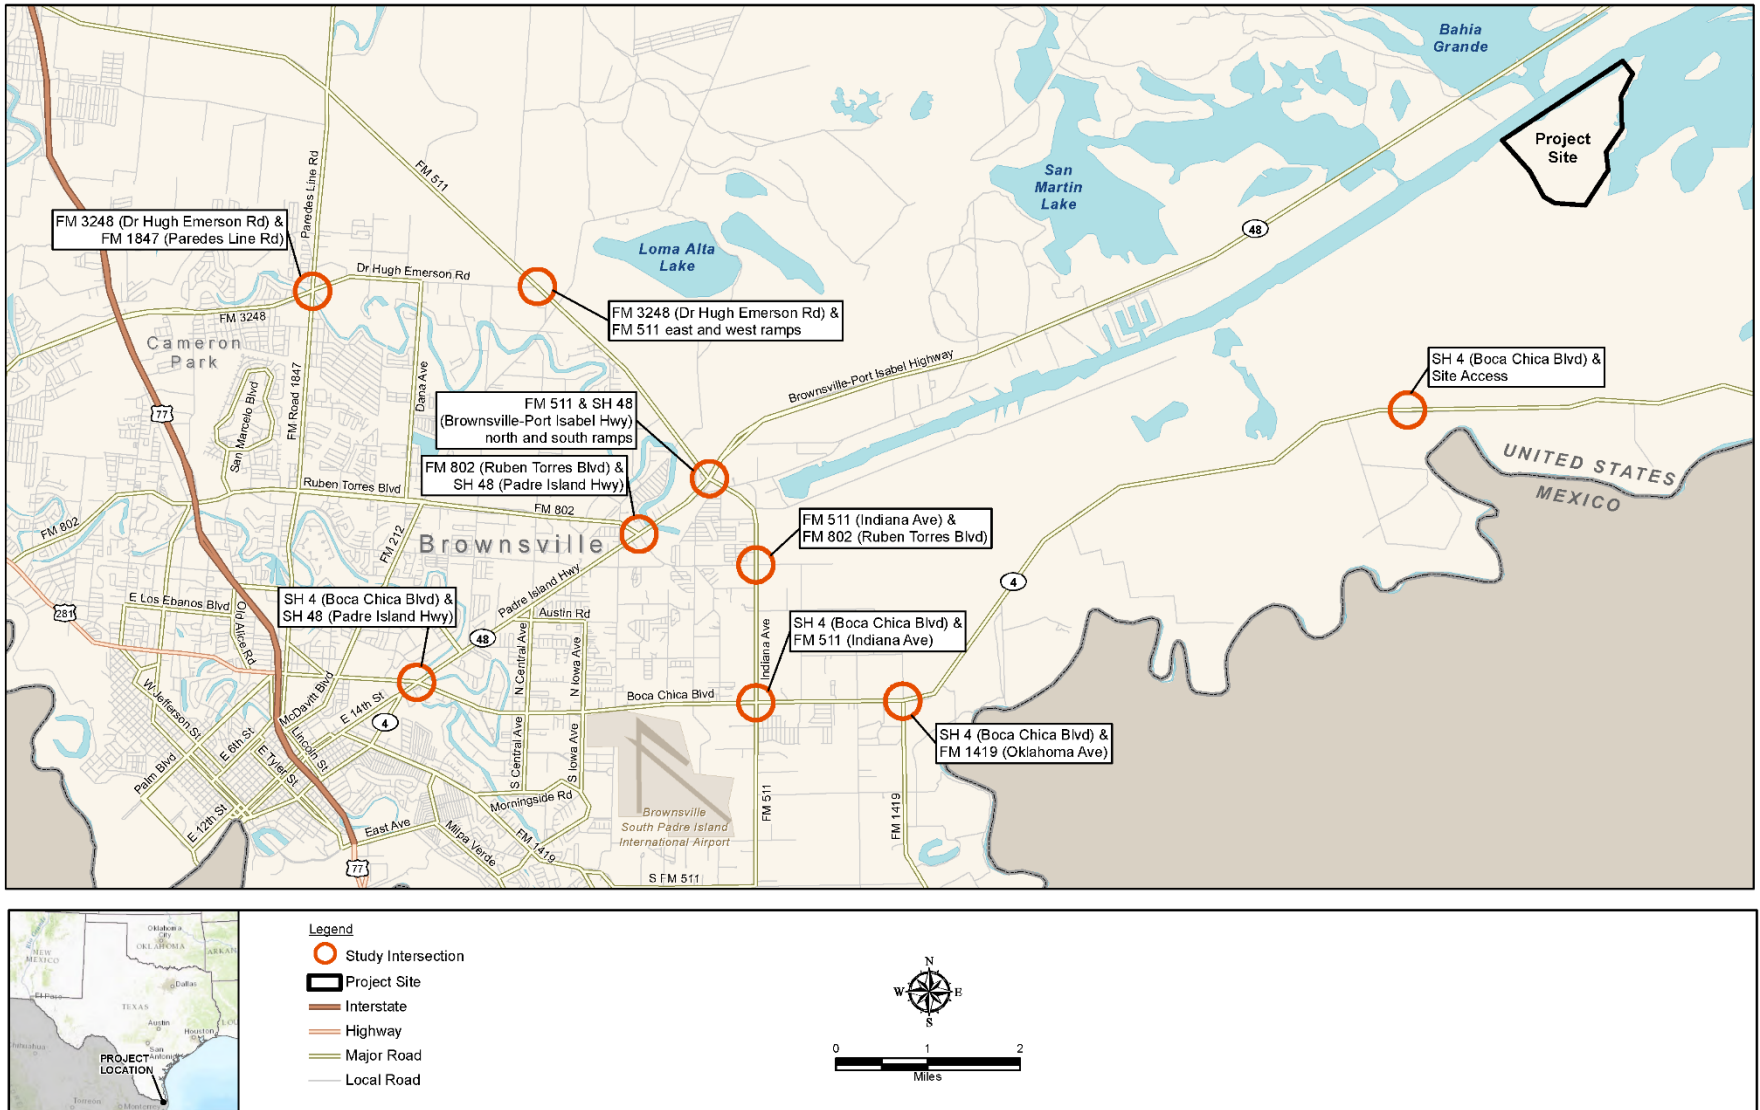 Bahia
Grande
Project
Site
San
Martin
Lake
48
Loma Alta
Lake
FM 511
Paredes Line Rd
FM 3248 (Dr Hugh Emerson Rd) &
FM 1847 (Paredes Line Rd)
Dr Hugh Emerson Rd
FM 3248 (Dr Hugh Emerson Rd) &
FM 511 east and west ramps
FM 3248
Cameron
Park
77
San Marcelo Blvd
FM-Road 1847
Dana Ave
Brownsville-Port Isabel Highway
SH 4 (Boca Chica Blvd) &
Site Access
FM 511 & SH 48
(Brownsville-Port Isabel Hwy)
north and south ramps
FM 802 (Ruben Torres Blvd) &
SH 48 (Padre Island Hwy)
UNITED STATES
MEXICO
Ruben Torres Blvd
FM 802
FM 802
FM 212
Brownsville
FM 511 (Indiana Ave) &
FM 802 (Ruben Torres Blvd)
4
Padre Island Hwy
281
E Los Ebanos Blvd
Old Alice Rd
SH 4 (Boca Chica Blvd) &
SH 48 (Padre Island Hwy)
48
Austin Rd
N Central Ave
N Iowa Ave
Indiana Ave
SH 4 (Boca Chica Blvd) &
FM 511 (Indiana Ave)
W Jefferson St
McDavitt Blvd
E 14th St
4
Boca Chica Blvd
SH 4 (Boca Chica Blvd) &
FM 1419 (Oklahoma Ave)
Palm Blvd
E 6th St
E Tyler St
Lincoln St
S Central Ave
S Iowa Ave
E 12th St
East Ave
77
Milpa Verde
Morningside Rd
FM 1419
Brownsville
South Padre Island
International Airport
FM 511
FM 1419
S FM 511
Oklahoma
City
OKLAHOMA
NEW
MEXICO
Dallas
El Paso
TEXAS
Austin
Houston
San
Antonio
PROJECT
LOCATION
Chihuahua
Torreon
Legend
Study Intersection
Project Site
Interstate
Highway
Major Road
Local Road
N
W
E
S
0
1
2
Miles